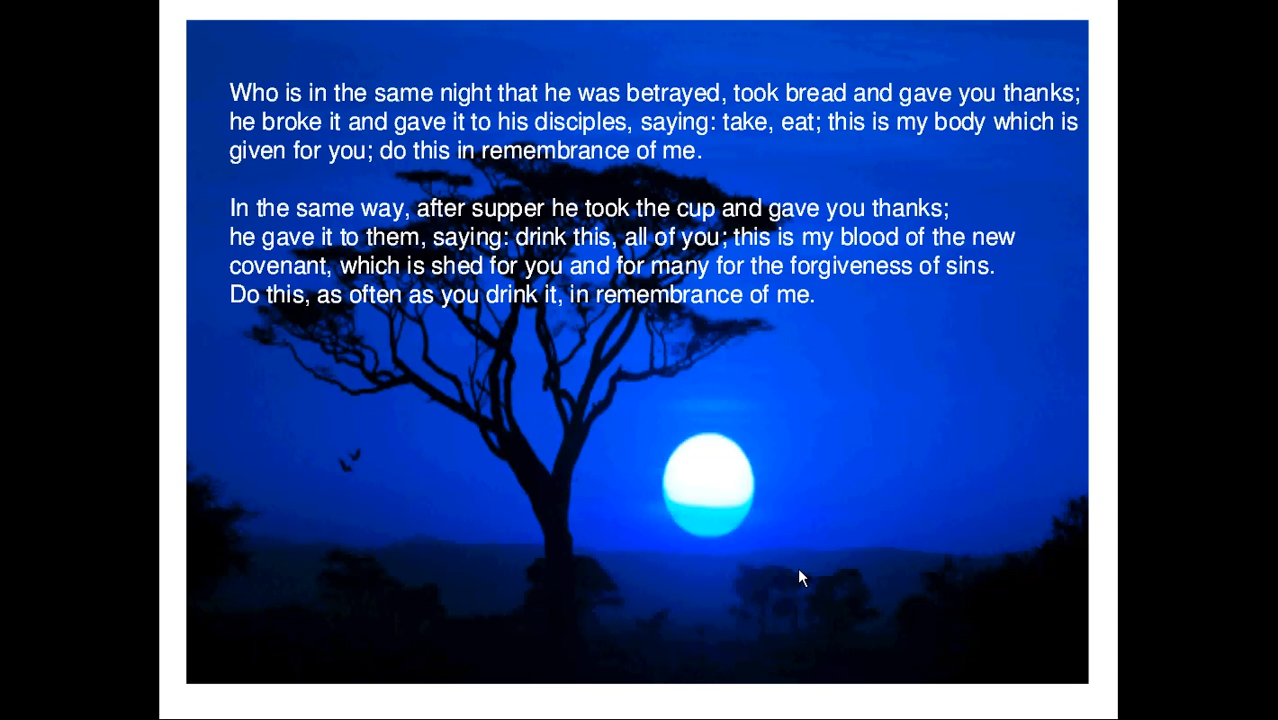 Who is in the same night that he was betrayed, took bread and gave you thanks;
he broke it and gave it to his disciples, saying: take, eat; this is my body which is
given for you; do this in remembrance of me.
In the same way, after supper he took the cup and gave you thanks;
he gave it to them, saying: drink this, all of you; this is my blood of the new
covenant, which is shed for you and for many for the forgiveness of sins.
Do this, as often as you drink it, in remembrance of me.